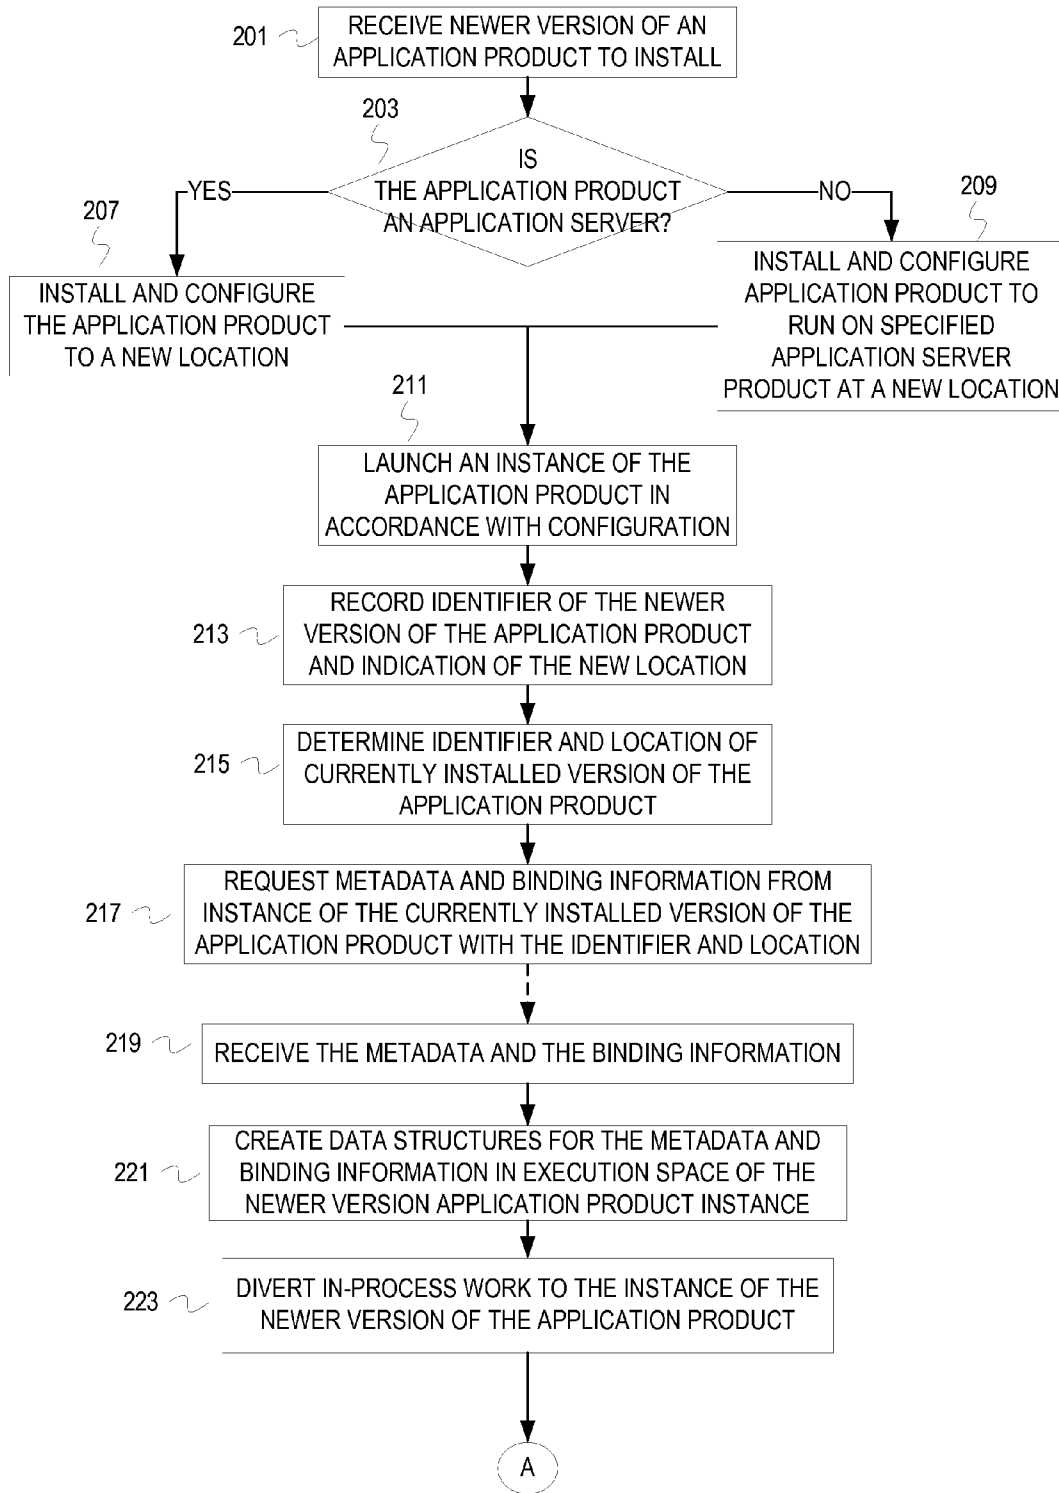 201
RECEIVE NEWER VERSION OF AN
APPLICATION PRODUCT TO INSTALL
203
IS
THE APPLICATION PRODUCT
AN APPLICATION SERVER?
YES
NO
207
INSTALL AND CONFIGURE
THE APPLICATION PRODUCT
TO A NEW LOCATION
209
INSTALL AND CONFIGURE
APPLICATION PRODUCT TO
RUN ON SPECIFIED
APPLICATION SERVER
PRODUCT AT A NEW LOCATION
211
LAUNCH AN INSTANCE OF THE
APPLICATION PRODUCT IN
ACCORDANCE WITH CONFIGURATION
213
RECORD IDENTIFIER OF THE NEWER
VERSION OF THE APPLICATION PRODUCT
AND INDICATION OF THE NEW LOCATION
215
DETERMINE IDENTIFIER AND LOCATION OF
CURRENTLY INSTALLED VERSION OF THE
APPLICATION PRODUCT
217
REQUEST METADATA AND BINDING INFORMATION FROM
INSTANCE OF THE CURRENTLY INSTALLED VERSION OF THE
APPLICATION PRODUCT WITH THE IDENTIFIER AND LOCATION
219
RECEIVE THE METADATA AND THE BINDING INFORMATION
221
CREATE DATA STRUCTURES FOR THE METADATA AND
BINDING INFORMATION IN EXECUTION SPACE OF THE
NEWER VERSION APPLICATION PRODUCT INSTANCE
223
DIVERT IN-PROCESS WORK TO THE INSTANCE OF THE
NEWER VERSION OF THE APPLICATION PRODUCT
A